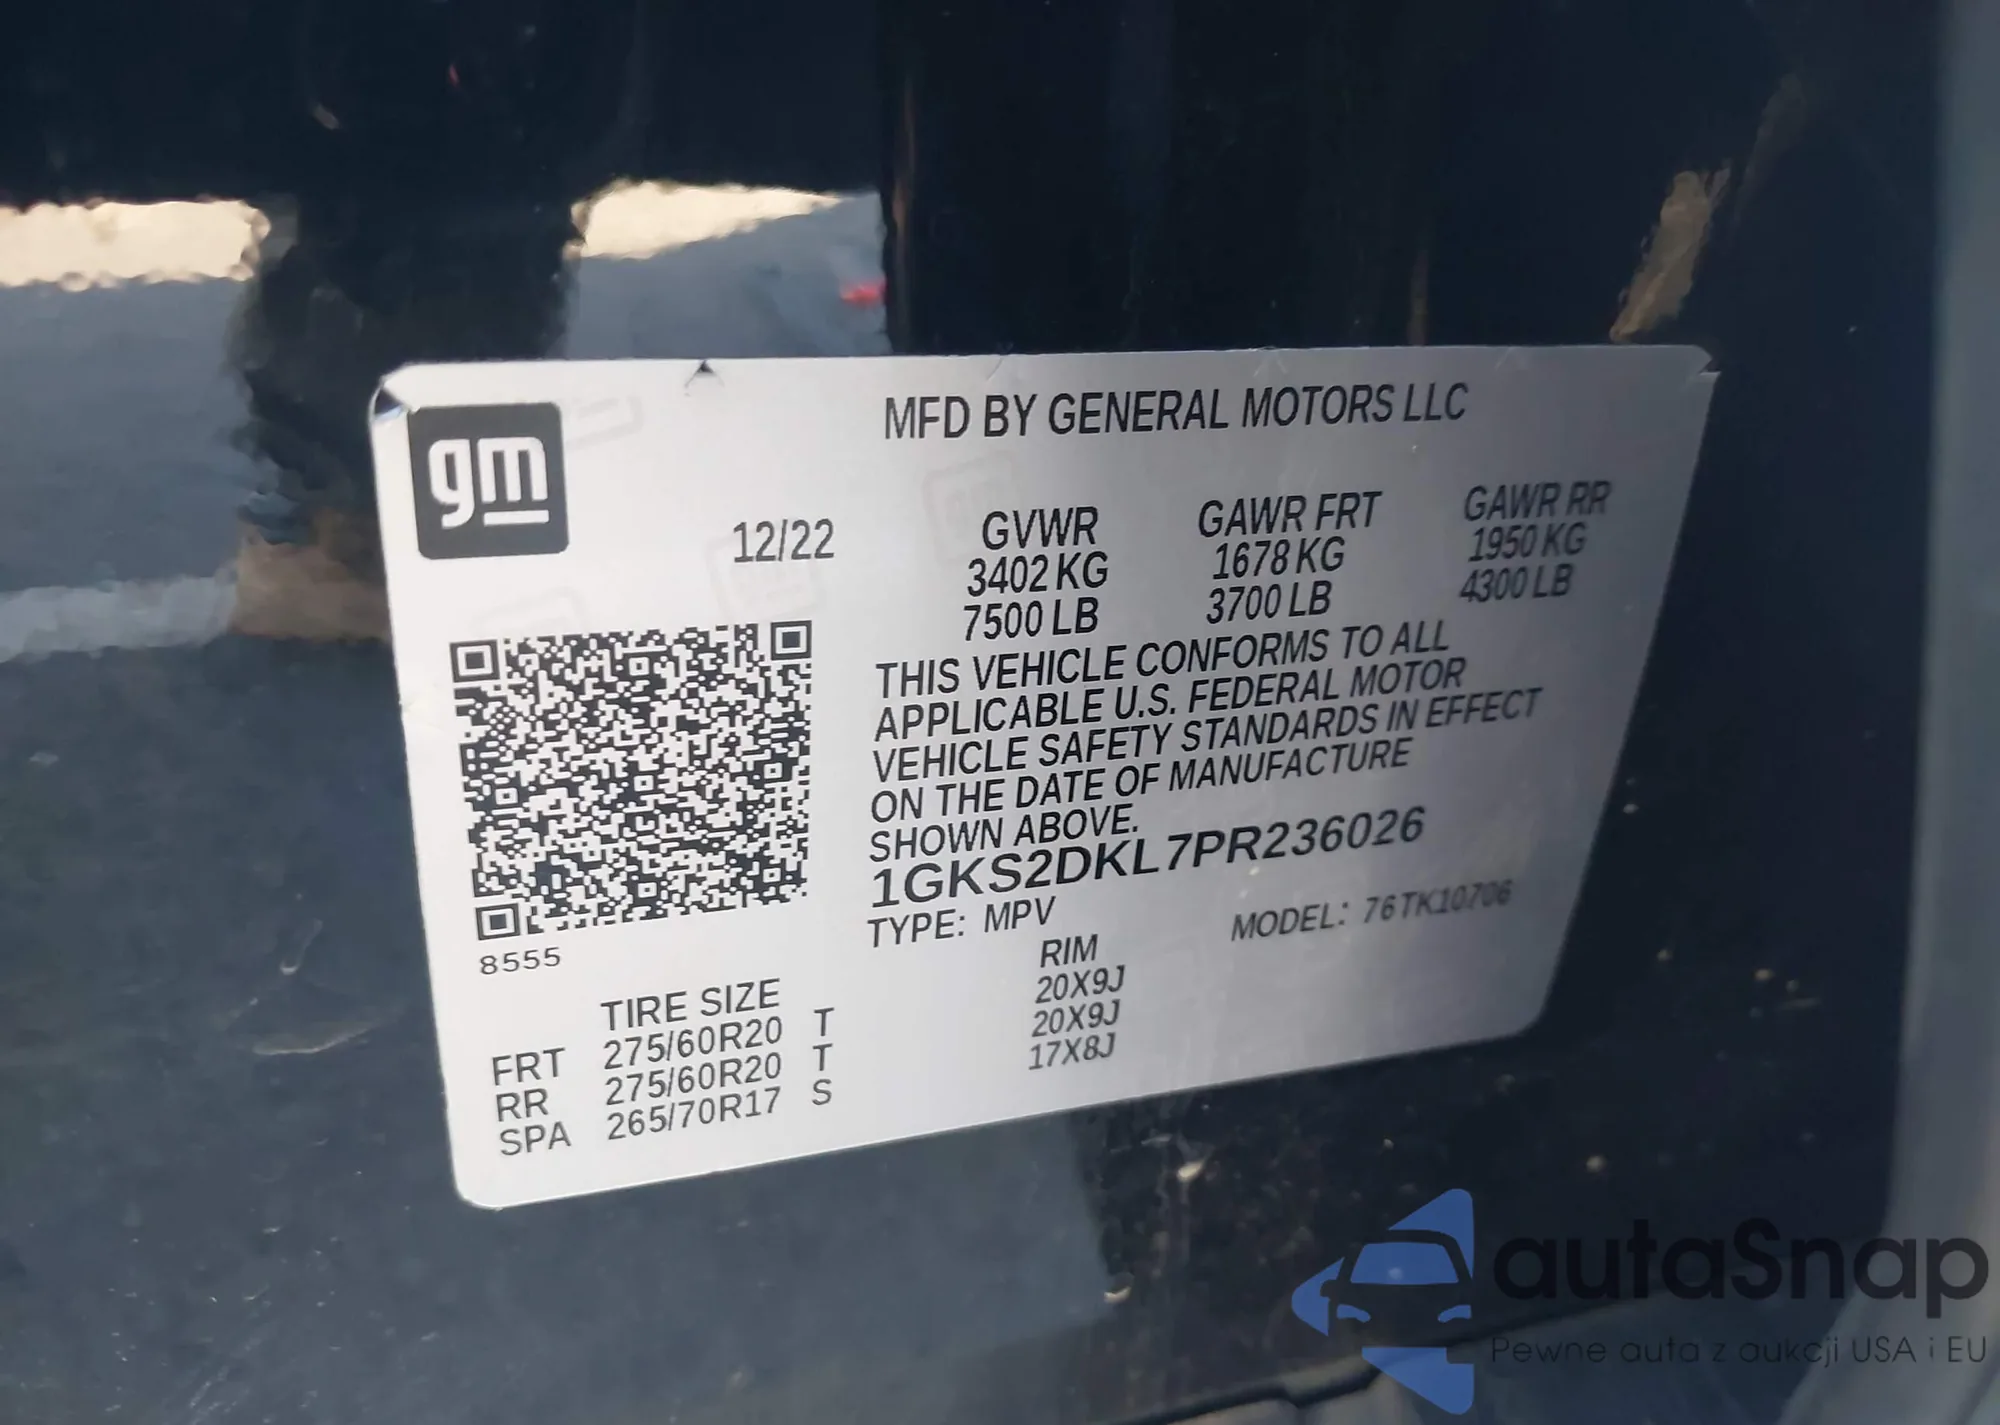 gm
MFD BY GENERAL MOTORS LLC
12/22
GVWR GAWR FRT GAWR RR
3402 KG 1678 KG 1950 KG
7500 LB 3700 LB 4300 LB
THIS VEHICLE CONFORMS TO ALL
APPLICABLE U.S. FEDERAL MOTOR
VEHICLE SAFETY STANDARDS IN EFFECT
ON THE DATE OF MANUFACTURE
SHOWN ABOVE.
1GKS2DKL7PR236026
TYPE: MPV MODEL: 76TK10706
8555
TIRE SIZE RIM
FRT 275/60R20 T 20X9J
RR 275/60R20 T 20X9J
SPA 265/70R17 S 17X8J
autaSnap
Pewne auta z aukcji USA i EU